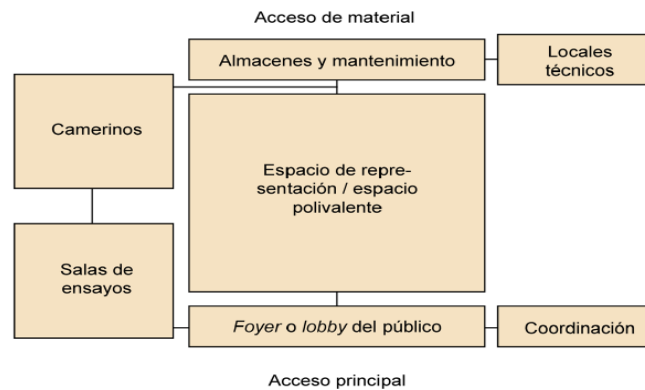 Acceso de material
Almacenes y mantenimiento
Locales
técnicos
Camerinos
Espacio de repre-
sentación / espacio
polivalente
Salas de
ensayos
Foyer o lobby del público
Coordinación
Acceso principal